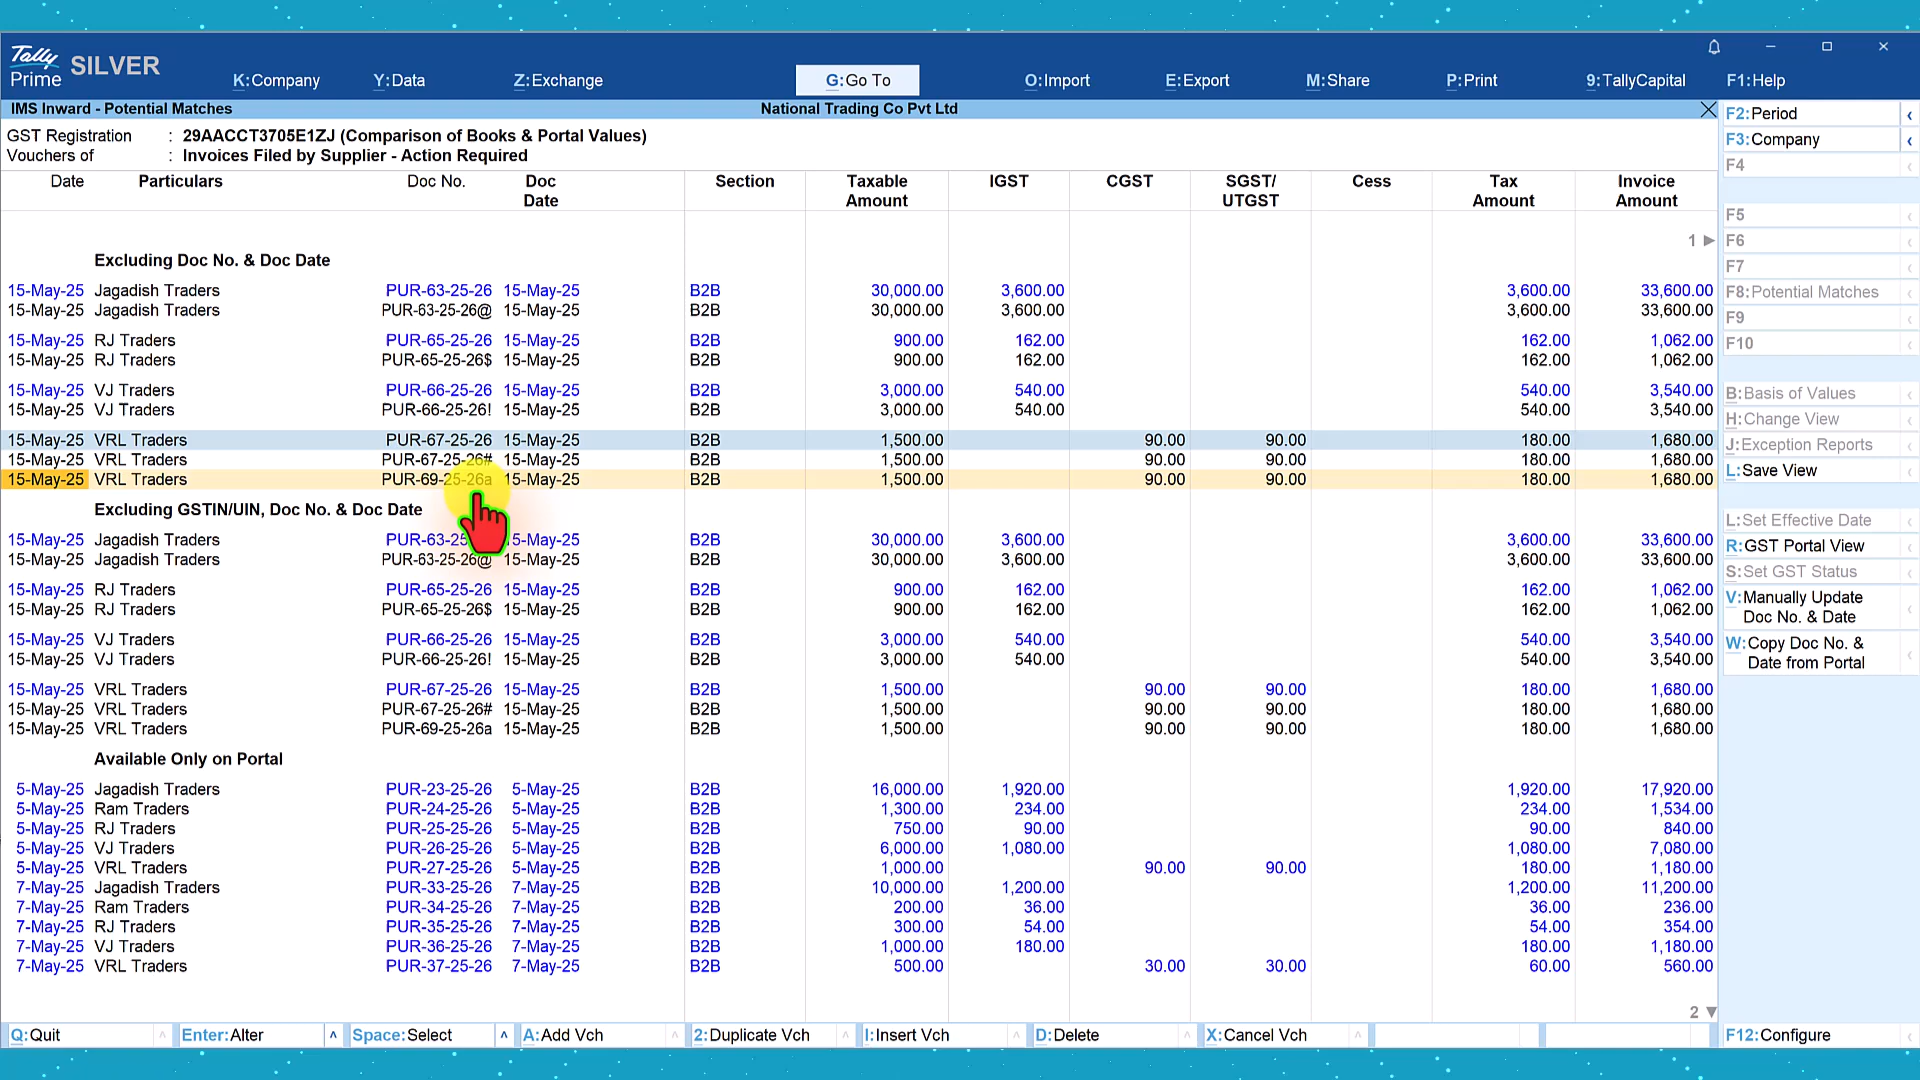 Tally Prime SILVER
K:Company Y:Data Z:Exchange G:Go To O:Import E:Export M:Share P:Print 9:TallyCapital F1:Help
IMS Inward - Potential Matches National Trading Co Pvt Ltd
GST Registration : 29AACCT3705E1ZJ (Comparison of Books & Portal Values)
Vouchers of : Invoices Filed by Supplier - Action Required
Date Particulars Doc No. Doc Date Section Taxable Amount IGST CGST SGST/ UTGST Cess Tax Amount Invoice Amount
1
Excluding Doc No. & Doc Date
15-May-25 Jagadish Traders PUR-63-25-26 15-May-25 B2B 30,000.00 3,600.00 3,600.00 33,600.00
15-May-25 Jagadish Traders PUR-63-25-26@ 15-May-25 B2B 30,000.00 3,600.00 3,600.00 33,600.00
15-May-25 RJ Traders PUR-65-25-26 15-May-25 B2B 900.00 162.00 162.00 1,062.00
15-May-25 RJ Traders PUR-65-25-26$ 15-May-25 B2B 900.00 162.00 162.00 1,062.00
15-May-25 VJ Traders PUR-66-25-26 15-May-25 B2B 3,000.00 540.00 540.00 3,540.00
15-May-25 VJ Traders PUR-66-25-26! 15-May-25 B2B 3,000.00 540.00 540.00 3,540.00
15-May-25 VRL Traders PUR-67-25-26 15-May-25 B2B 1,500.00 90.00 90.00 180.00 1,680.00
15-May-25 VRL Traders PUR-67-25-26# 15-May-25 B2B 1,500.00 90.00 90.00 180.00 1,680.00
15-May-25 VRL Traders PUR-69-25-26a 15-May-25 B2B 1,500.00 90.00 90.00 180.00 1,680.00
Excluding GSTIN/UIN, Doc No. & Doc Date
15-May-25 Jagadish Traders B2B 30,000.00 3,600.00 3,600.00 33,600.00
15-May-25 Jagadish Traders PUR-63-25-26@ 15-May-25 B2B 30,000.00 3,600.00 3,600.00 33,600.00
15-May-25 RJ Traders PUR-65-25-26 15-May-25 B2B 900.00 162.00 162.00 1,062.00
15-May-25 RJ Traders PUR-65-25-26$ 15-May-25 B2B 900.00 162.00 162.00 1,062.00
15-May-25 VJ Traders PUR-66-25-26 15-May-25 B2B 3,000.00 540.00 540.00 3,540.00
15-May-25 VJ Traders PUR-66-25-26! 15-May-25 B2B 3,000.00 540.00 540.00 3,540.00
15-May-25 VRL Traders PUR-67-25-26 15-May-25 B2B 1,500.00 90.00 90.00 180.00 1,680.00
15-May-25 VRL Traders PUR-67-25-26# 15-May-25 B2B 1,500.00 90.00 90.00 180.00 1,680.00
15-May-25 VRL Traders PUR-69-25-26a 15-May-25 B2B 1,500.00 90.00 90.00 180.00 1,680.00
Available Only on Portal
5-May-25 Jagadish Traders PUR-23-25-26 5-May-25 B2B 16,000.00 1,920.00 1,920.00 17,920.00
5-May-25 Ram Traders PUR-24-25-26 5-May-25 B2B 1,300.00 234.00 234.00 1,534.00
5-May-25 RJ Traders PUR-25-25-26 5-May-25 B2B 750.00 90.00 90.00 840.00
5-May-25 VJ Traders PUR-26-25-26 5-May-25 B2B 6,000.00 1,080.00 1,080.00 7,080.00
5-May-25 VRL Traders PUR-27-25-26 5-May-25 B2B 1,000.00 90.00 90.00 180.00 1,180.00
7-May-25 Jagadish Traders PUR-33-25-26 7-May-25 B2B 10,000.00 1,200.00 1,200.00 11,200.00
7-May-25 Ram Traders PUR-34-25-26 7-May-25 B2B 200.00 36.00 36.00 236.00
7-May-25 RJ Traders PUR-35-25-26 7-May-25 B2B 300.00 54.00 54.00 354.00
7-May-25 VJ Traders PUR-36-25-26 7-May-25 B2B 1,000.00 180.00 180.00 1,180.00
7-May-25 VRL Traders PUR-37-25-26 7-May-25 B2B 500.00 30.00 30.00 60.00 560.00
2
F2:Period
F3:Company
F4
F5
F6
F7
F8:Potential Matches
F9
F10
B:Basis of Values
H:Change View
J:Exception Reports
L:Save View
L:Set Effective Date
R:GST Portal View
S:Set GST Status
V:Manually Update
Doc No. & Date
W:Copy Doc No. &
Date from Portal
Q:Quit Enter:Alter Space:Select A:Add Vch 2:Duplicate Vch I:Insert Vch D:Delete X:Cancel Vch F12:Configure